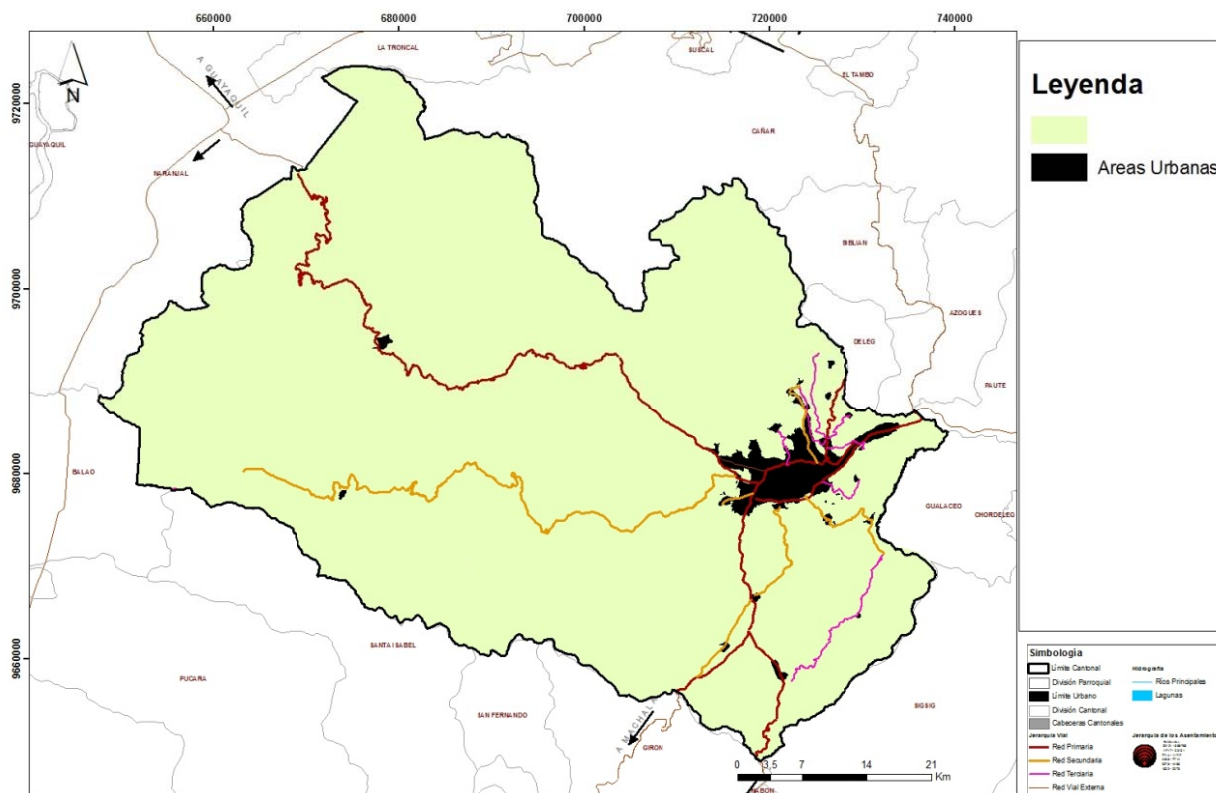 660000
680000
700000
720000
740000
LA TRONCAL
SUSCAL
EL TAMBO
A GUAYAQUIL
N
9720000
GUAYAQUIL
CAÑAR
NARANJAL
BIBLIAN
9700000
AZOGUES
DELEG
PAUTE
9680000
BALAO
GUALACEO
CHORDELEG
9660000
SANTA ISABEL
PUCARA
SAN FERNANDO
SIGSIG
A MACHALA
GIRON
NABON
0 3,5 7 14 21
Km
Leyenda
Areas Urbanas
Simbología
Límite Cantonal
División Parroquial
Límite Urbano
División Cantonal
Cabeceras Cantonales
Jerarquía Vial
Red Primaria
Red Secundaria
Red Terciaria
Red Vial Externa
Hidrografía
Ríos Principales
Lagunas
Jerarquía de los Asentamientos